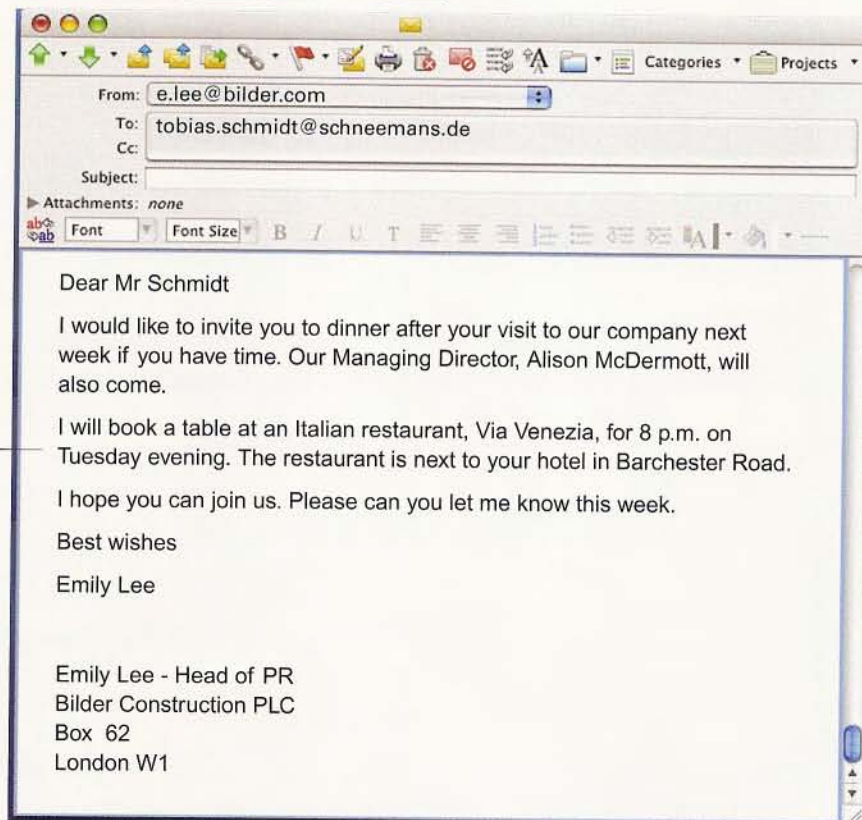 Categories Projects
From: e.lee@bilder.com
To: tobias.schmidt@schneemans.de
Cc:
Subject:
Attachments: none
ab ab Font Font Size B I U T A
Dear Mr Schmidt
I would like to invite you to dinner after your visit to our company next
week if you have time. Our Managing Director, Alison McDermott, will
also come.
I will book a table at an Italian restaurant, Via Venezia, for 8 p.m. on
Tuesday evening. The restaurant is next to your hotel in Barchester Road.
I hope you can join us. Please can you let me know this week.
Best wishes
Emily Lee
Emily Lee - Head of PR
Bilder Construction PLC
Box 62
London W1